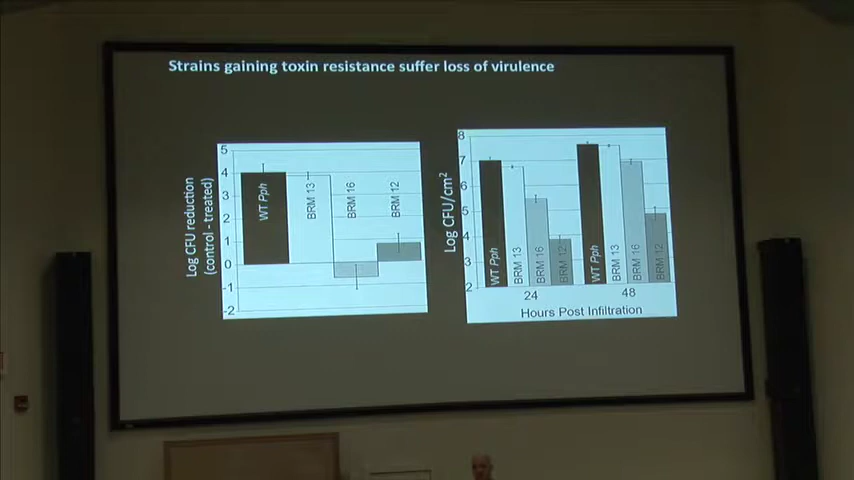 Strains gaining toxin resistance suffer loss of virulence
Log CFU reduction
(control - treated)
5
4
3
2
1
0
-1
-2
WT Pph
BRM 13
BRM 16
BRM 12
Log CFU/cm²
8
7
6
5
4
3
2
WT Pph
BRM 13
BRM 16
BRM 12
WT Pph
BRM 13
BRM 16
BRM 12
24
48
Hours Post Infiltration